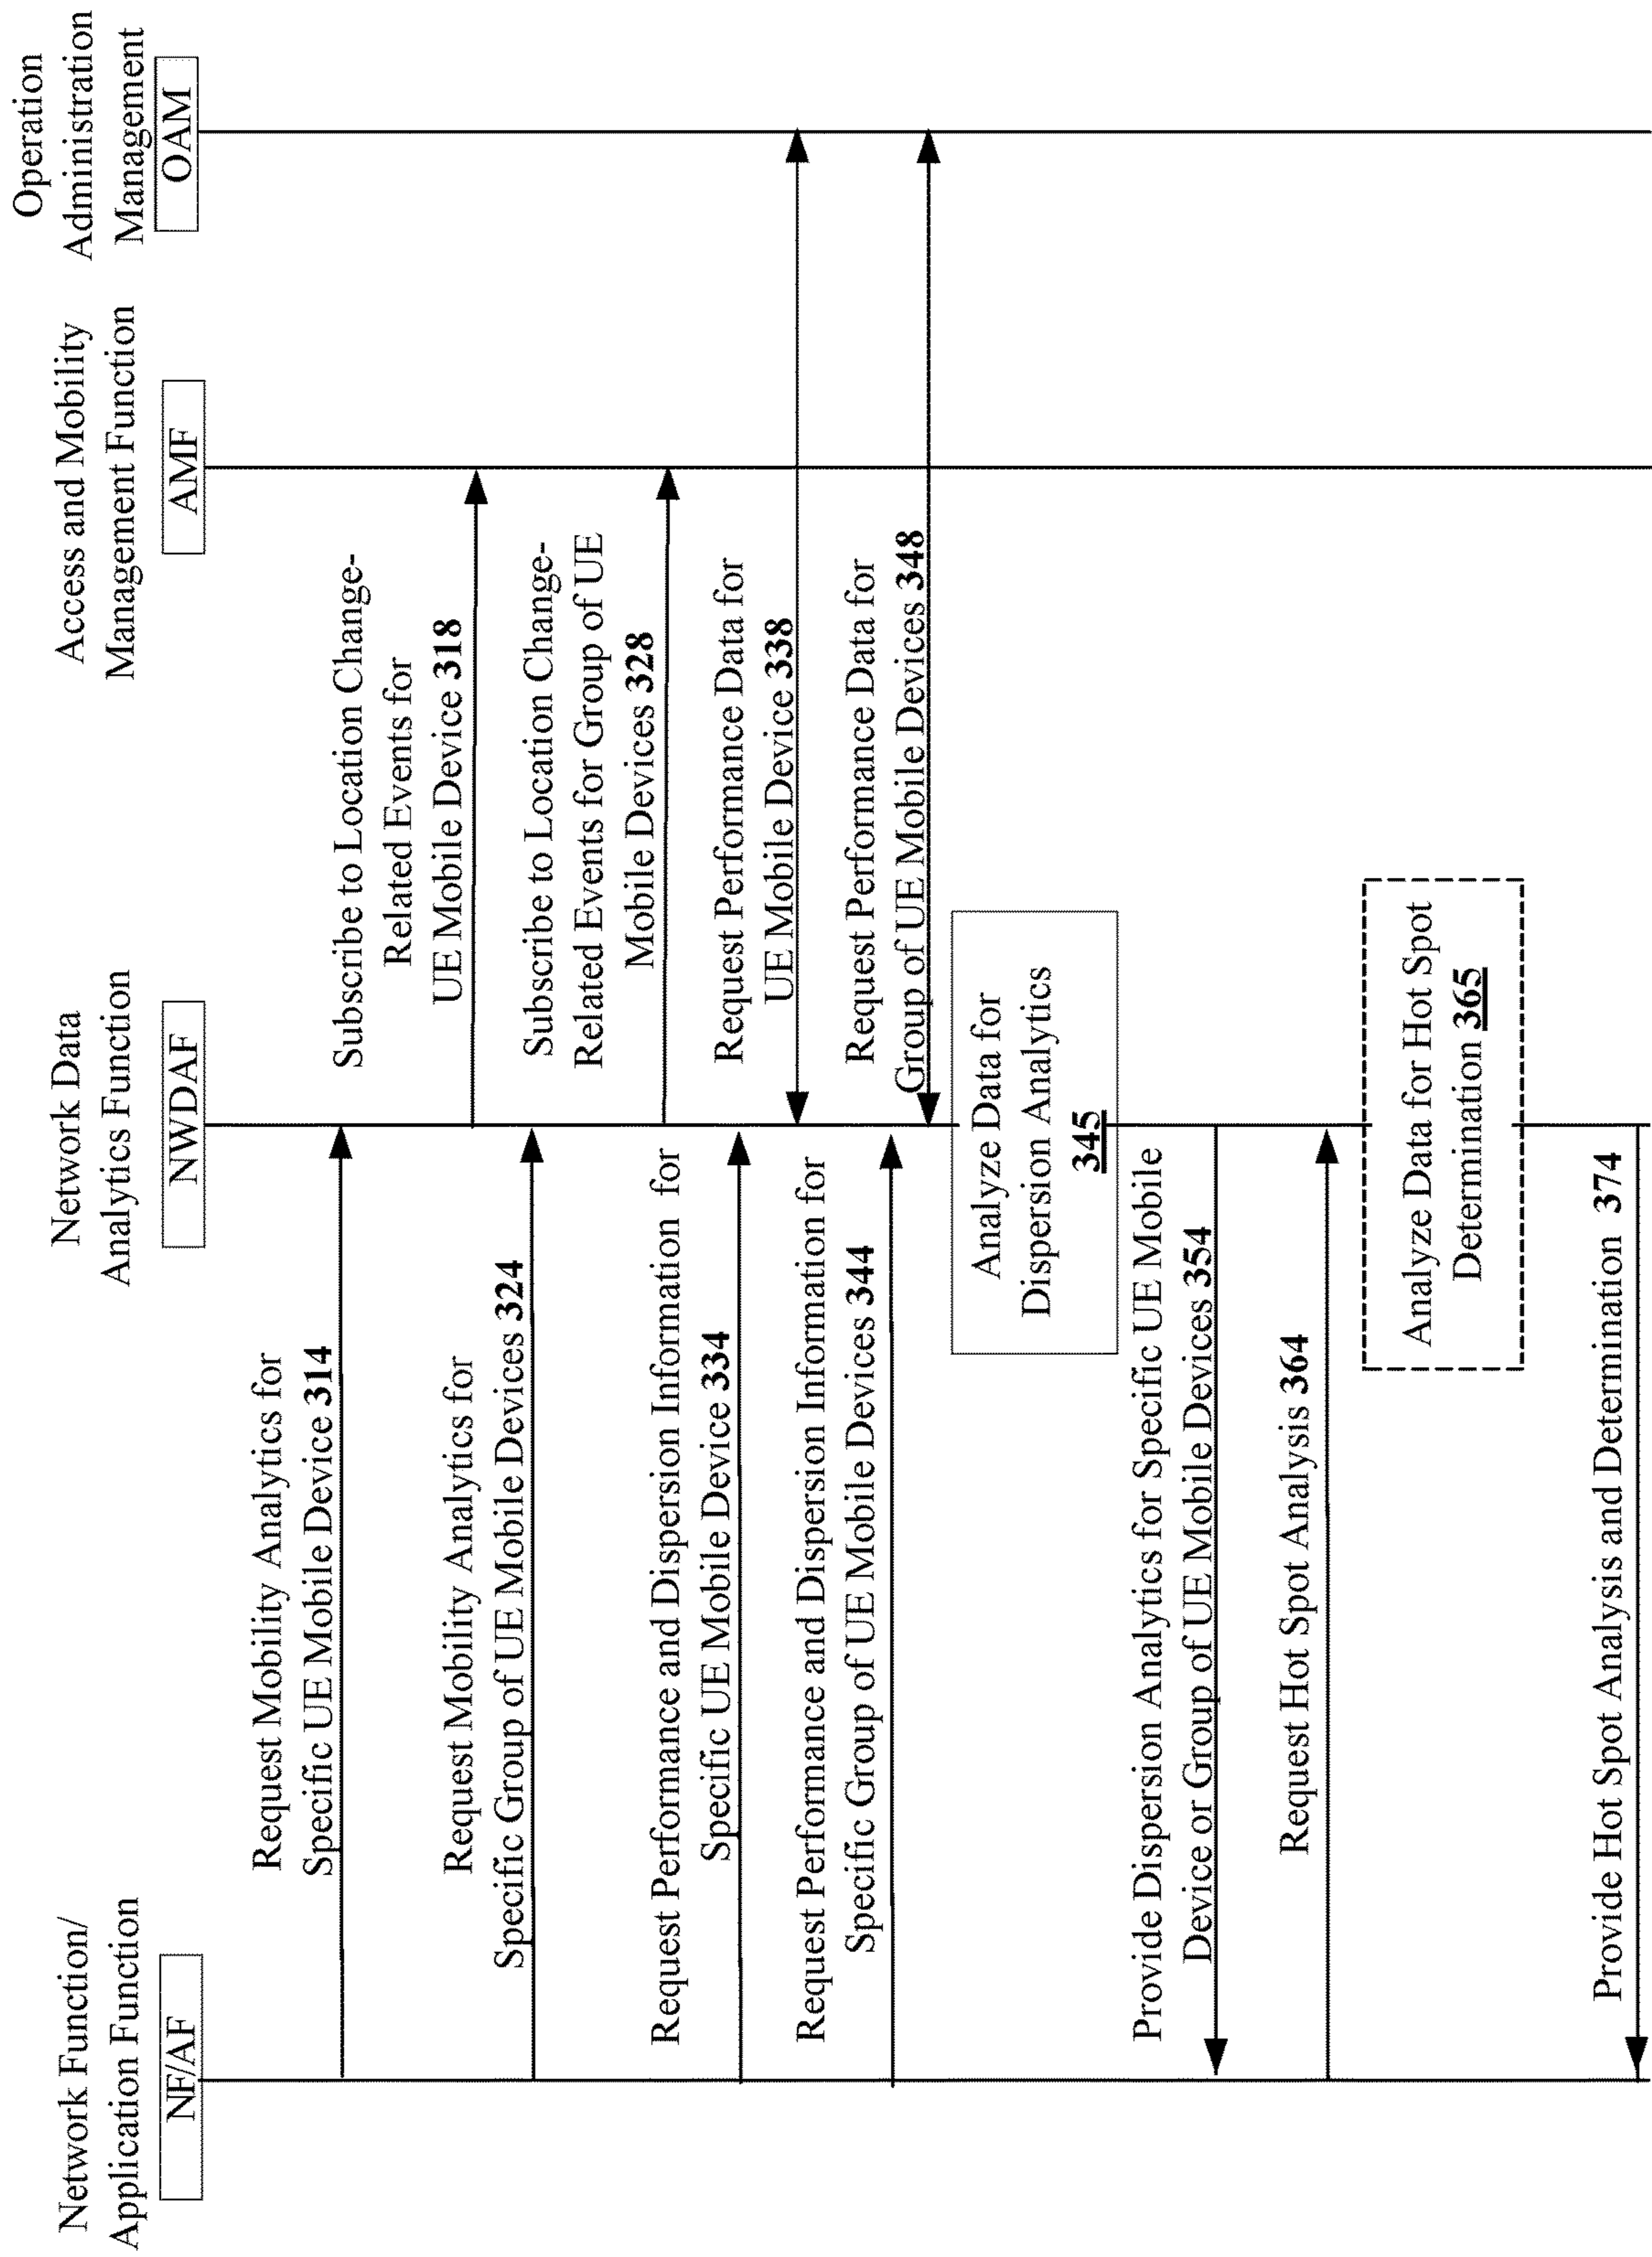 Network Function/
Application Function
NF/AF
Network Data
Analytics Function
NWDAF
Access and Mobility
Management Function
AMF
Operation
Administration
Management
OAM
Request Mobility Analytics for
Specific UE Mobile Device 314
Subscribe to Location Change-
Related Events for
UE Mobile Device 318
Request Mobility Analytics for
Specific Group of UE Mobile Devices 324
Subscribe to Location Change-
Related Events for Group of UE
Mobile Devices 328
Request Performance and Dispersion Information for
Specific UE Mobile Device 334
Request Performance Data for
UE Mobile Device 338
Request Performance and Dispersion Information for
Specific Group of UE Mobile Devices 344
Request Performance Data for
Group of UE Mobile Devices 348
Analyze Data for
Dispersion Analytics
345
Provide Dispersion Analytics for Specific UE Mobile
Device or Group of UE Mobile Devices 354
Request Hot Spot Analysis 364
Analyze Data for Hot Spot
Determination 365
Provide Hot Spot Analysis and Determination 374